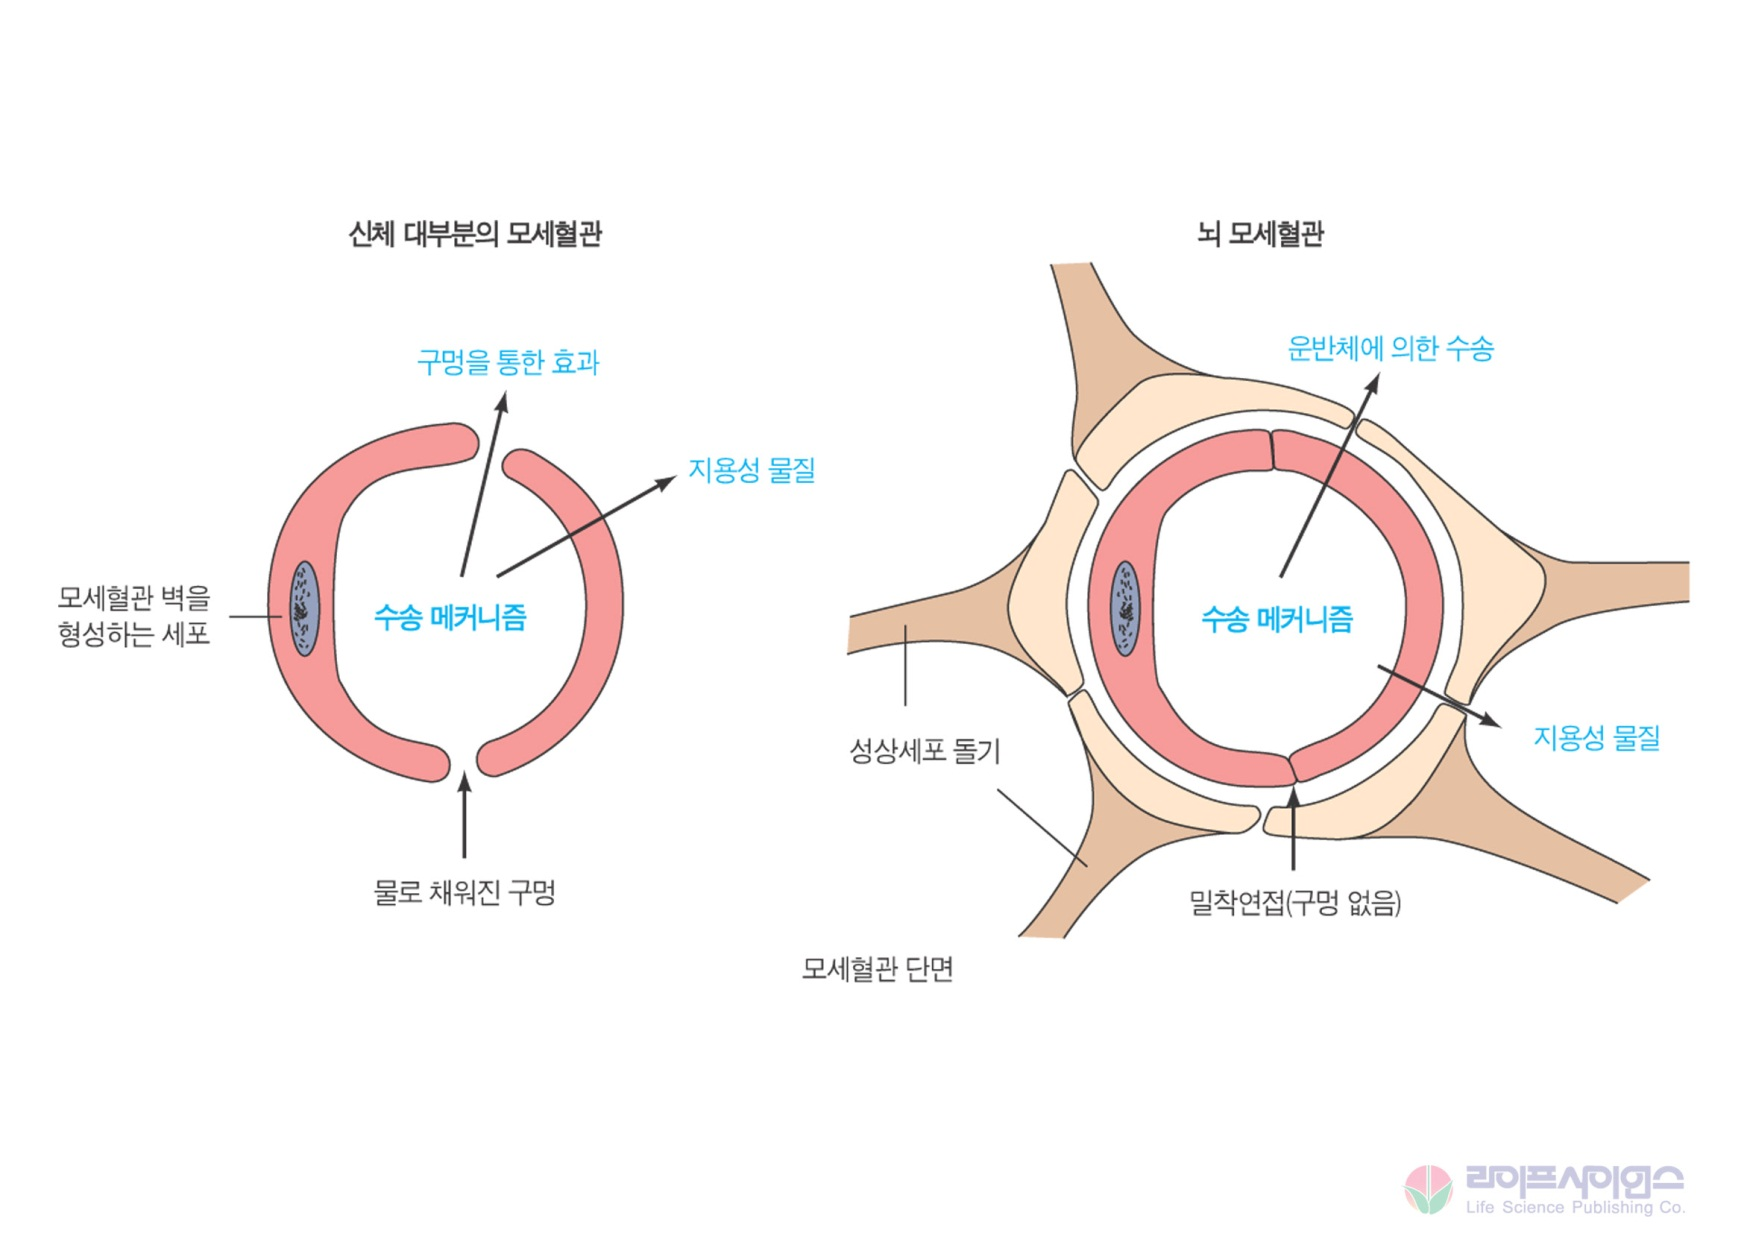 신체 대부분의 모세혈관
구멍을 통한 효과
지용성 물질
모세혈관 벽을
형성하는 세포
수송 메커니즘
물로 채워진 구멍
뇌 모세혈관
운반체에 의한 수송
수송 메커니즘
성상세포 돌기
지용성 물질
밀착연접(구멍 없음)
모세혈관 단면
라이프사이언스
Life Science Publishing Co.